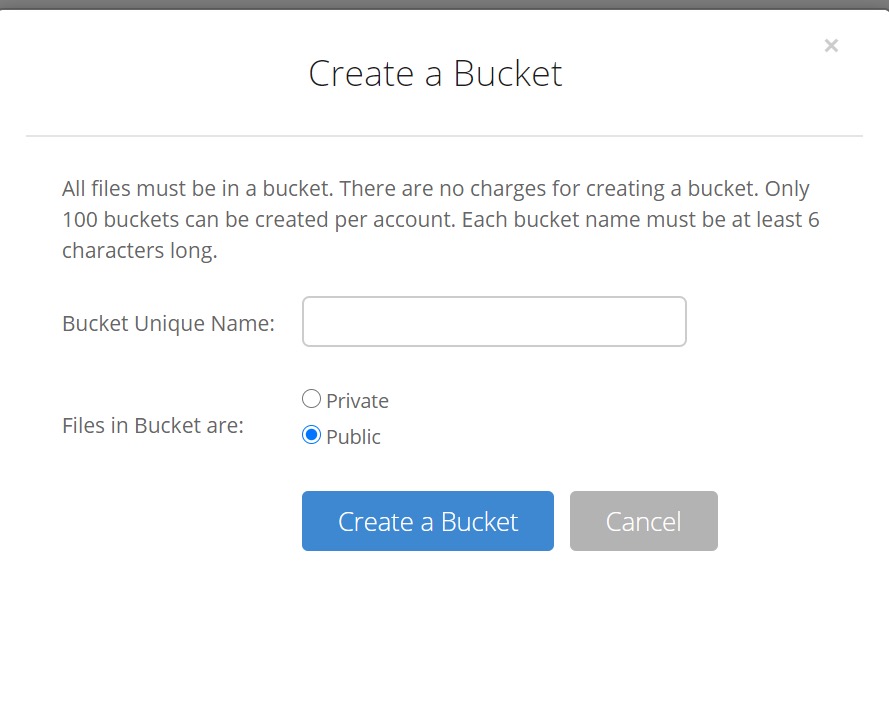 Create a Bucket
×
All files must be in a bucket. There are no charges for creating a bucket. Only
100 buckets can be created per account. Each bucket name must be at least 6
characters long.
Bucket Unique Name:
Files in Bucket are:
Private
Public
Create a Bucket
Cancel